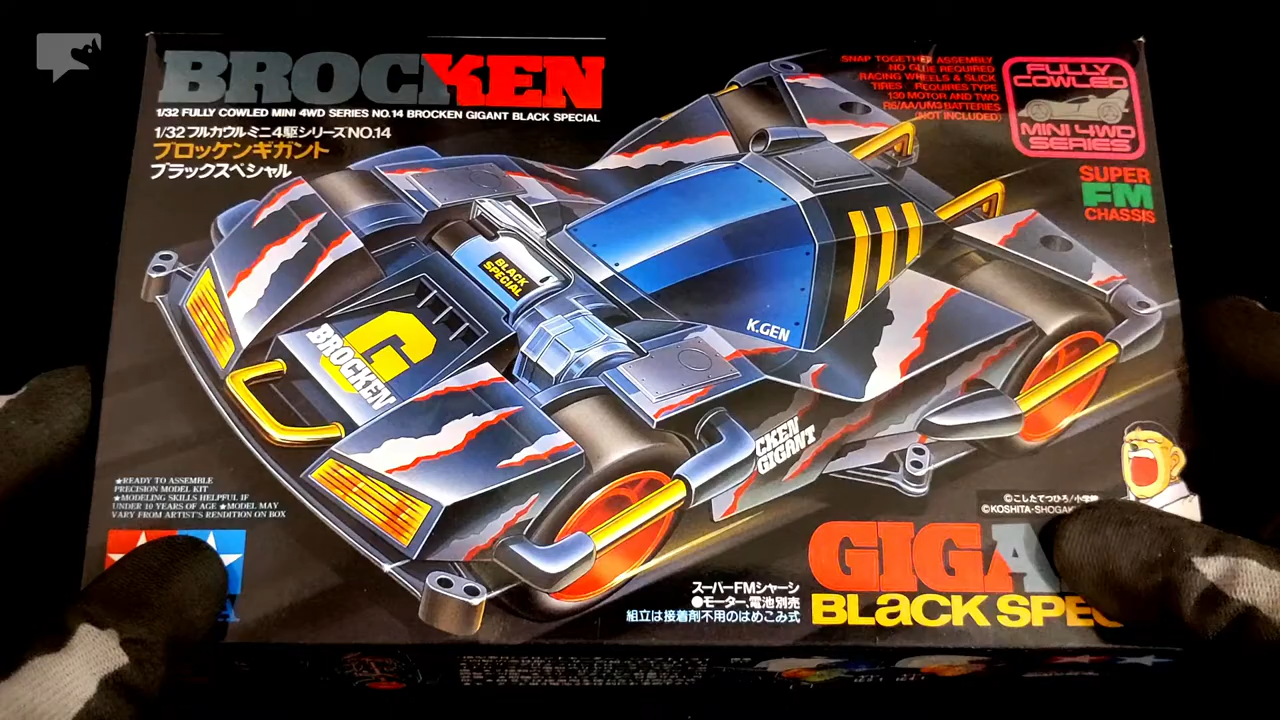 BROCKEN
1/32 FULLY COWLED MINI 4WD SERIES NO.14 BROCKEN GIGANT BLACK SPECIAL
1/32 フルカウルミニ4駆シリーズNO.14
ブロッケンギガント
ブラックスペシャル
SNAP TOGETHER ASSEMBLY
NO GLUE REQUIRED
RACING WHEELS & SLICK
TIRES REQUIRES TYPE
130 MOTOR AND TWO
R6/AA/UM3 BATTERIES
(NOT INCLUDED)
FULLY
COWLED
MINI 4WD
SERIES
SUPER
FM
CHASSIS
BLACK
SPECIAL
K.GEN
G
BROCKEN
CKEN
GIGANT
★READY TO ASSEMBLE
PRECISION MODEL KIT
★MODELING SKILLS HELPFUL IF
UNDER 10 YEARS OF AGE ★MODEL MAY
VARY FROM ARTIST'S RENDITION ON BOX
©こしたてつひろ/小学館
©KOSHITA-SHOGAK
GIGA
BLACK SPE
スーパーFMシャーシ
●モーター、電池別売
組立は接着剤不用のはめこみ式